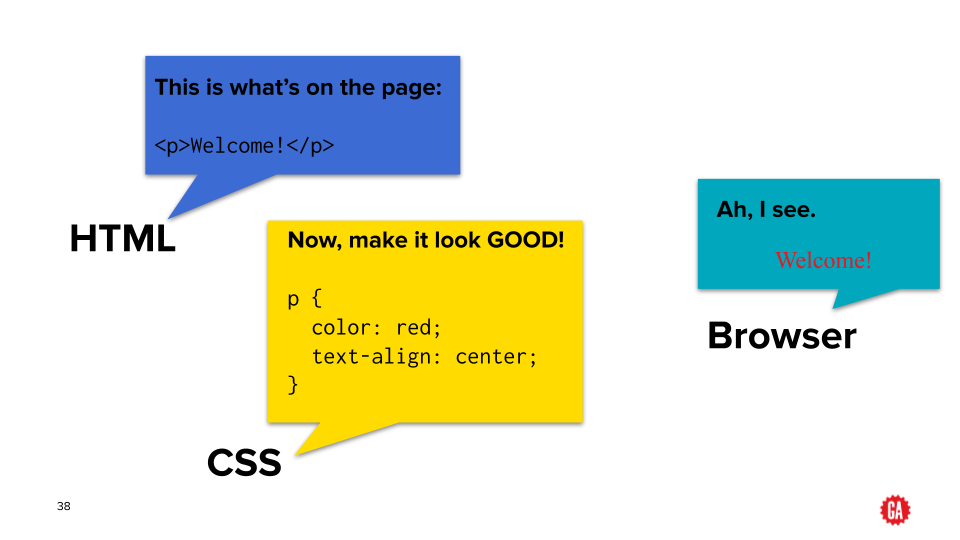 This is what’s on the page:
<p>Welcome!</p>
HTML
Now, make it look GOOD!
p {
  color: red;
  text-align: center;
}
CSS
Ah, I see.
Welcome!
Browser
38
GA